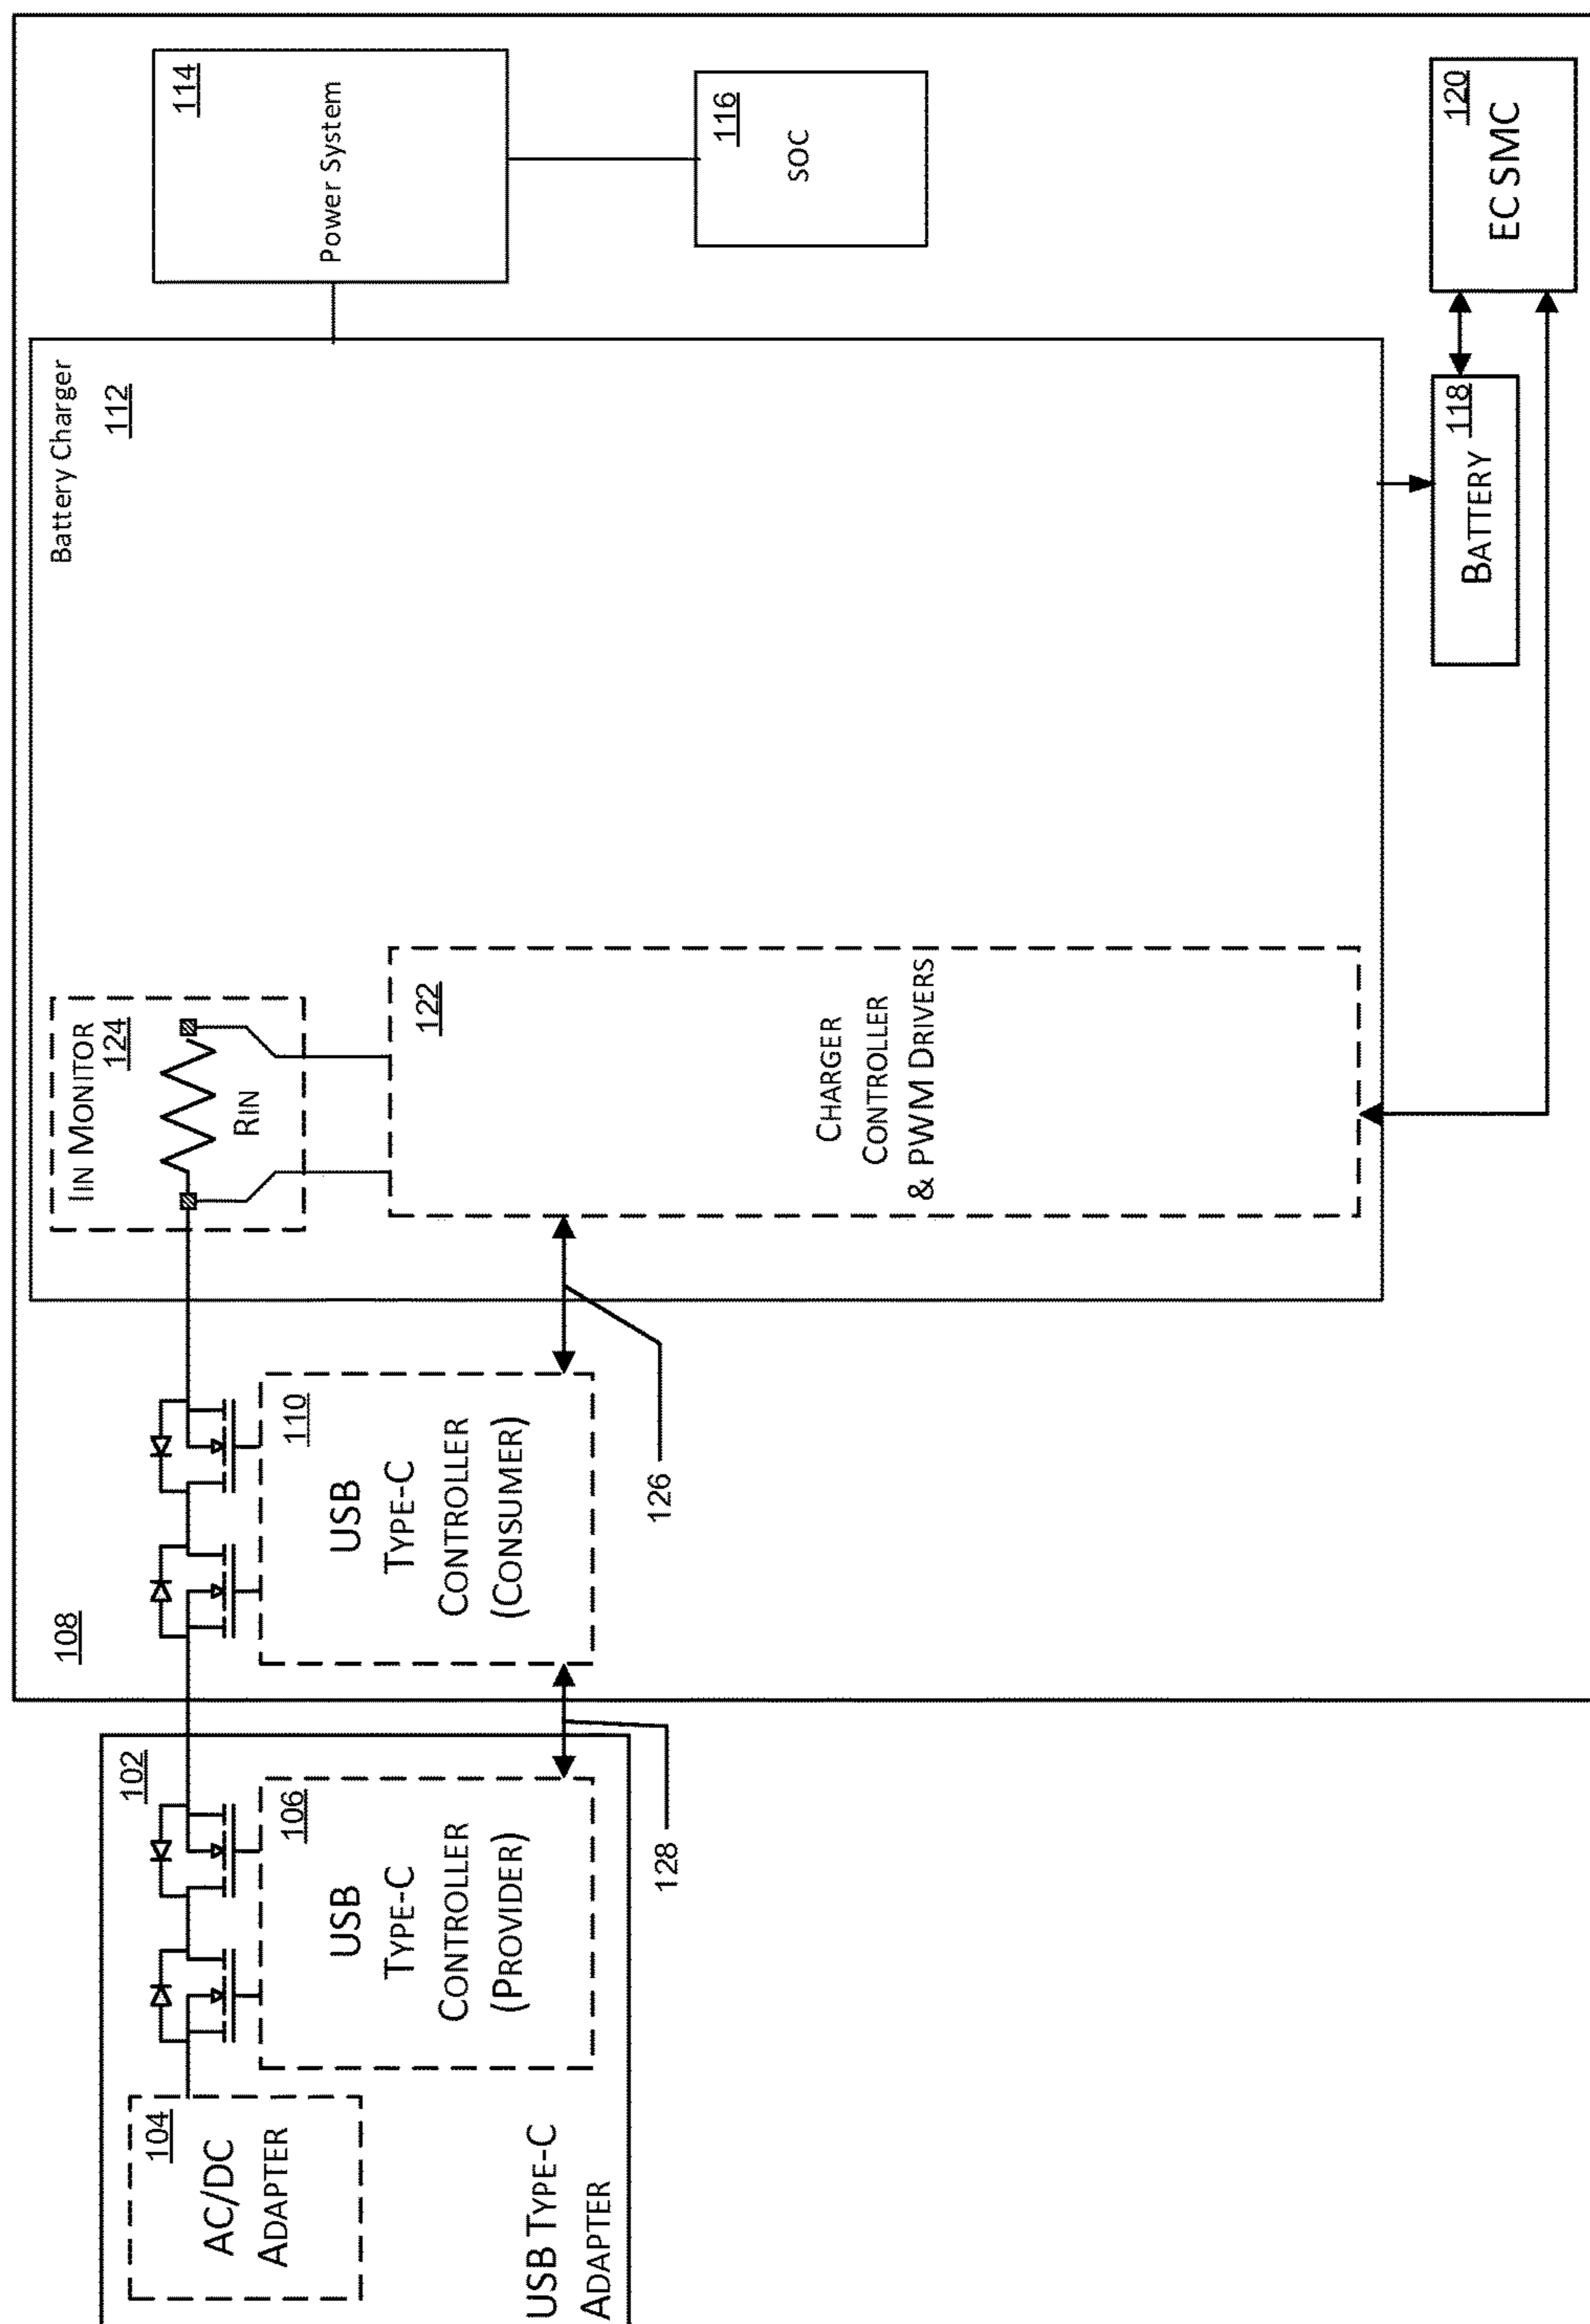 USB TYPE-C
ADAPTER
104
AC/DC
ADAPTER
102
106
USB
TYPE-C
CONTROLLER
(PROVIDER)
128
108
110
USB
TYPE-C
CONTROLLER
(CONSUMER)
126
Battery Charger
112
IIN MONITOR
124
RIN
122
CHARGER
CONTROLLER
& PWM DRIVERS
114
Power System
116
SOC
118
BATTERY
120
EC SMC